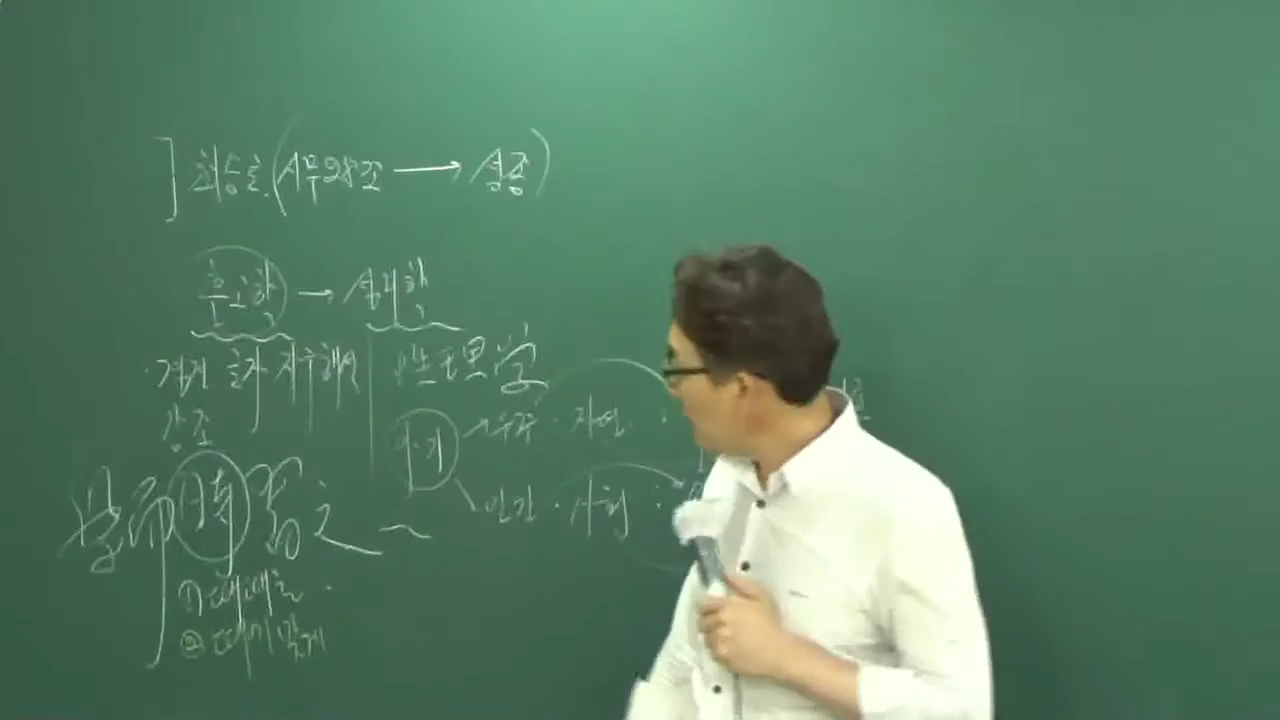 ] 최승로 (시무28조 → 성종)
훈고학 → 성리학
· 경전 글자 자구해석
강조
性理學
우주 · 자연 :
인간 · 사회 :
學而時習之 ~
① 때때로
② 때에 맞게